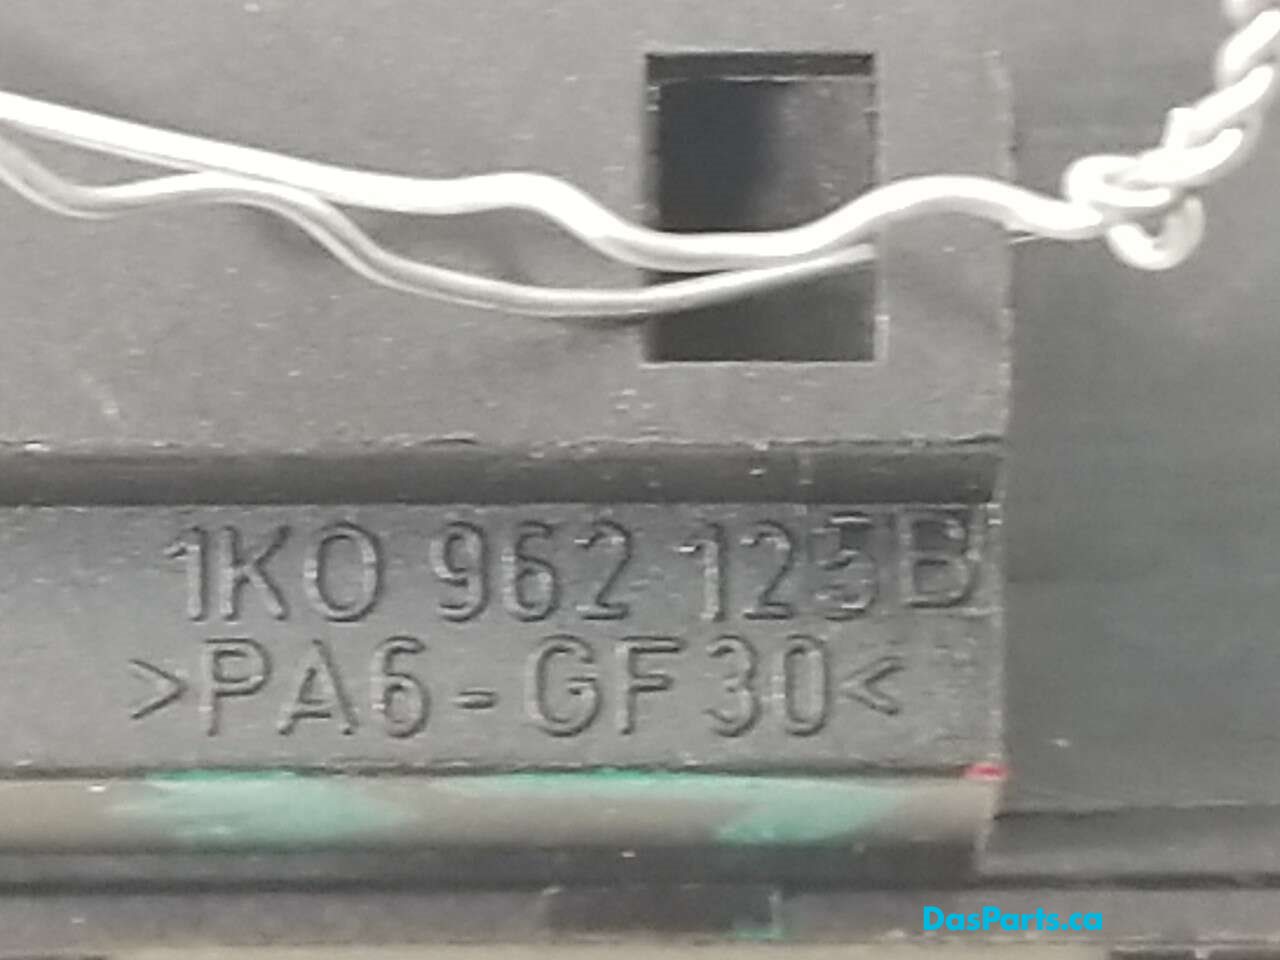 1K0 962 125B
>PA6-GF30<
DasParts.ca